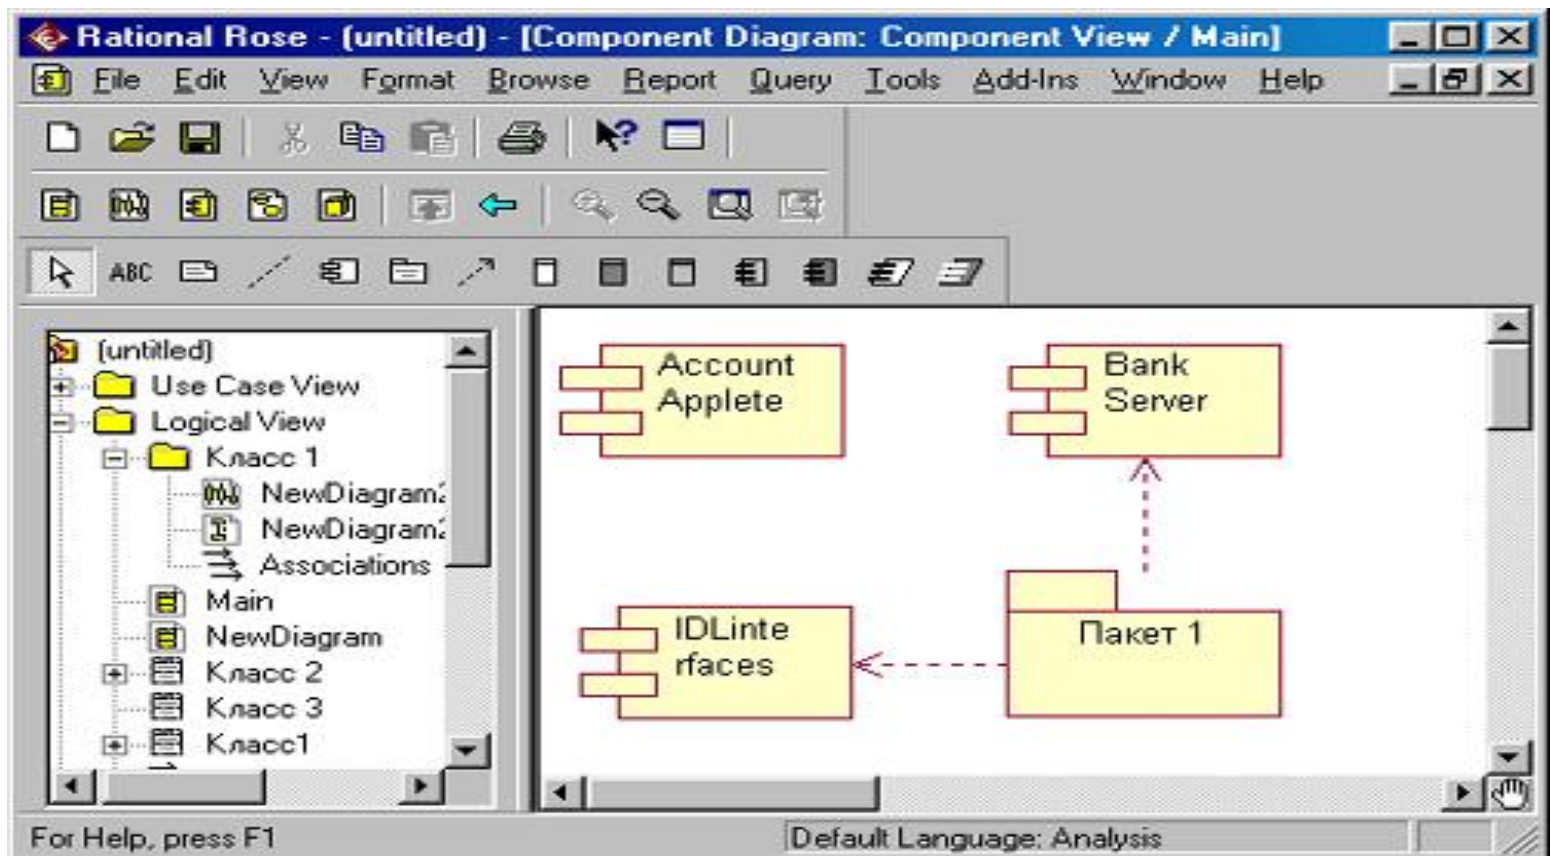 Rational Rose - (untitled) - [Component Diagram: Component View / Main]
File Edit View Format Browse Report Query Tools Add-Ins Window Help
ABC
(untitled)
Use Case View
Logical View
Класс 1
NewDiagram2
NewDiagram2
Associations
Main
NewDiagram
Класс 2
Класс 3
Класс1
Account
Applete
Bank
Server
IDLinte
rfaces
Пакет 1
For Help, press F1
Default Language: Analysis